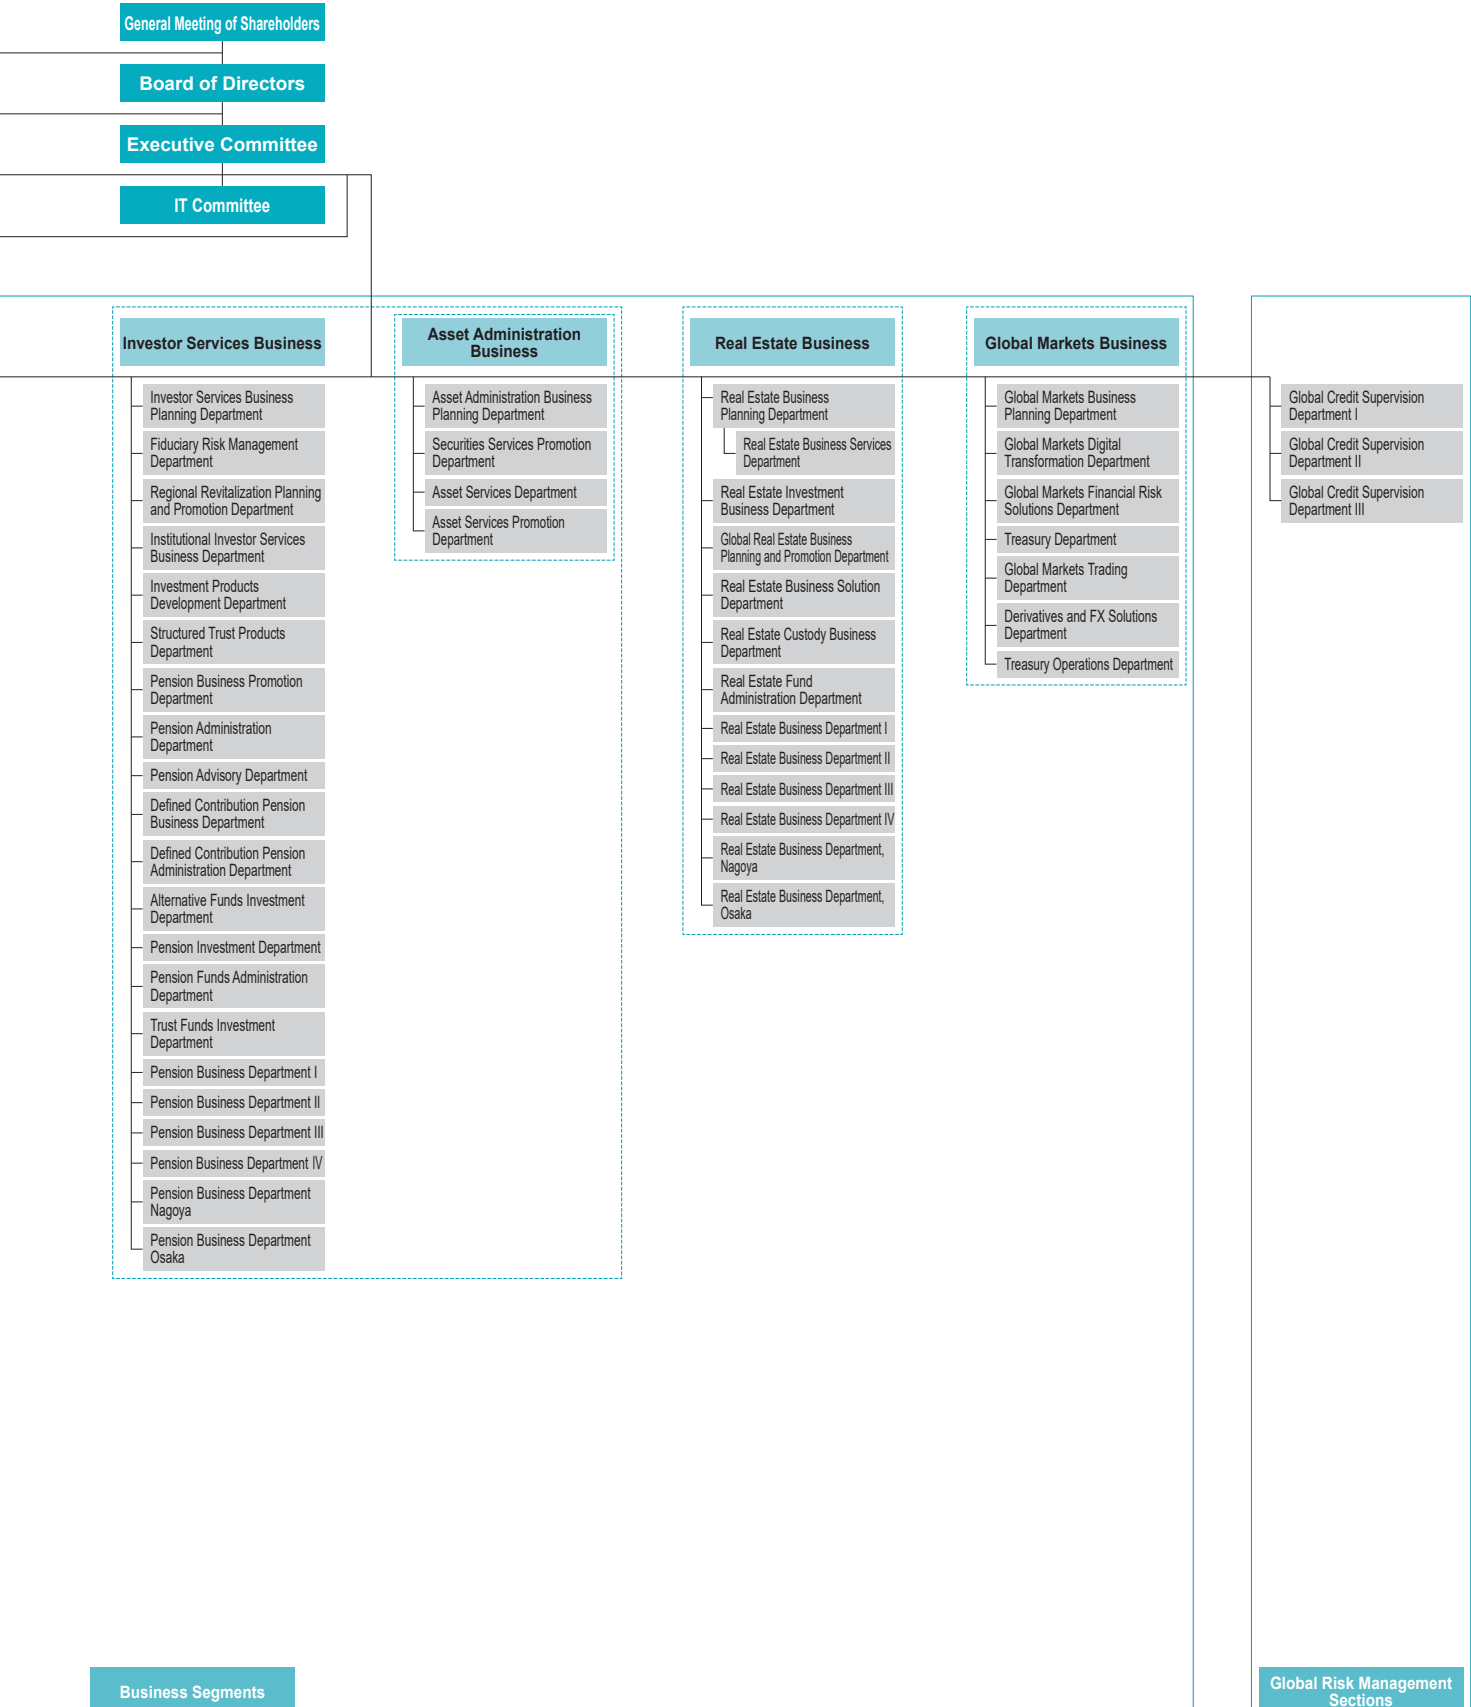 General Meeting of Shareholders
Board of Directors
Executive Committee
IT Committee
Investor Services Business
Investor Services Business
Planning Department
Fiduciary Risk Management
Department
Regional Revitalization Planning
and Promotion Department
Institutional Investor Services
Business Department
Investment Products
Development Department
Structured Trust Products
Department
Pension Business Promotion
Department
Pension Administration
Department
Pension Advisory Department
Defined Contribution Pension
Business Department
Defined Contribution Pension
Administration Department
Alternative Funds Investment
Department
Pension Investment Department
Pension Funds Administration
Department
Trust Funds Investment
Department
Pension Business Department I
Pension Business Department II
Pension Business Department III
Pension Business Department IV
Pension Business Department
Nagoya
Pension Business Department
Osaka
Asset Administration
Business
Asset Administration Business
Planning Department
Securities Services Promotion
Department
Asset Services Department
Asset Services Promotion
Department
Real Estate Business
Real Estate Business
Planning Department
Real Estate Business Services
Department
Real Estate Investment
Business Department
Global Real Estate Business
Planning and Promotion Department
Real Estate Business Solution
Department
Real Estate Custody Business
Department
Real Estate Fund
Administration Department
Real Estate Business Department I
Real Estate Business Department II
Real Estate Business Department III
Real Estate Business Department IV
Real Estate Business Department,
Nagoya
Real Estate Business Department,
Osaka
Global Markets Business
Global Markets Business
Planning Department
Global Markets Digital
Transformation Department
Global Markets Financial Risk
Solutions Department
Treasury Department
Global Markets Trading
Department
Derivatives and FX Solutions
Department
Treasury Operations Department
Global Credit Supervision
Department I
Global Credit Supervision
Department II
Global Credit Supervision
Department III
Business Segments
Global Risk Management
Sections